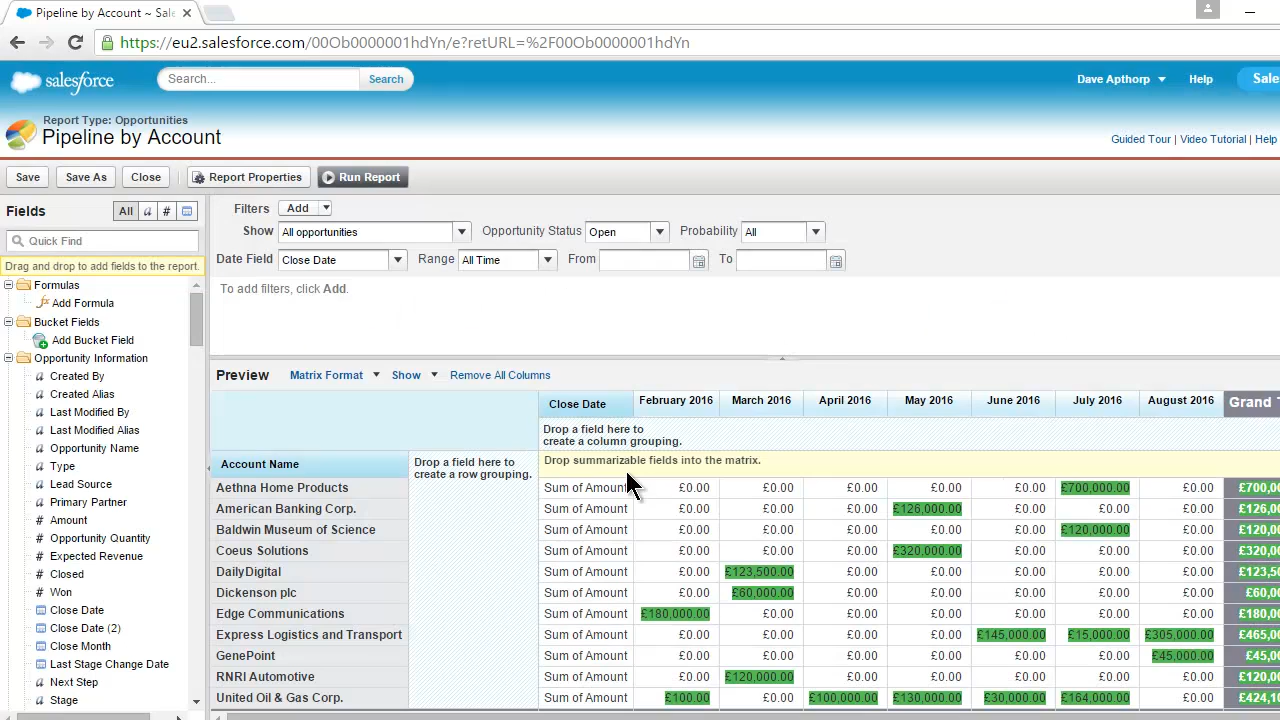 Pipeline by Account ~ Sal
https://eu2.salesforce.com/00Ob0000001hdYn/e?retURL=%2F00Ob0000001hdYn
salesforce
Search...
Search
Dave Apthorp
Help
Sale
Report Type: Opportunities
Pipeline by Account
Guided Tour | Video Tutorial | Help
Save
Save As
Close
Report Properties
Run Report
Fields
All
a
#
Quick Find
Drag and drop to add fields to the report.
Formulas
fx Add Formula
Bucket Fields
Add Bucket Field
Opportunity Information
a Created By
a Created Alias
a Last Modified By
a Last Modified Alias
a Opportunity Name
a Type
a Lead Source
a Primary Partner
# Amount
# Opportunity Quantity
# Expected Revenue
# Closed
# Won
Close Date
Close Date (2)
Close Month
Last Stage Change Date
a Next Step
a Stage
Filters Add
Show All opportunities Opportunity Status Open Probability All
Date Field Close Date Range All Time From To
To add filters, click Add.
Preview Matrix Format Show Remove All Columns
Close Date February 2016 March 2016 April 2016 May 2016 June 2016 July 2016 August 2016 Grand T
Drop a field here to
create a column grouping.
Drop summarizable fields into the matrix.
Account Name
Drop a field here to
create a row grouping.
Aethna Home Products Sum of Amount £0.00 £0.00 £0.00 £0.00 £0.00 £700,000.00 £0.00 £700,0
American Banking Corp. Sum of Amount £0.00 £0.00 £0.00 £126,000.00 £0.00 £0.00 £0.00 £126,0
Baldwin Museum of Science Sum of Amount £0.00 £0.00 £0.00 £0.00 £0.00 £120,000.00 £0.00 £120,0
Coeus Solutions Sum of Amount £0.00 £0.00 £0.00 £320,000.00 £0.00 £0.00 £0.00 £320,0
DailyDigital Sum of Amount £0.00 £123,500.00 £0.00 £0.00 £0.00 £0.00 £0.00 £123,5
Dickenson plc Sum of Amount £0.00 £60,000.00 £0.00 £0.00 £0.00 £0.00 £0.00 £60,0
Edge Communications Sum of Amount £180,000.00 £0.00 £0.00 £0.00 £0.00 £0.00 £0.00 £180,0
Express Logistics and Transport Sum of Amount £0.00 £0.00 £0.00 £0.00 £145,000.00 £15,000.00 £305,000.00 £465,0
GenePoint Sum of Amount £0.00 £0.00 £0.00 £0.00 £0.00 £0.00 £45,000.00 £45,0
RNRI Automotive Sum of Amount £0.00 £120,000.00 £0.00 £0.00 £0.00 £0.00 £0.00 £120,0
United Oil & Gas Corp. Sum of Amount £100.00 £0.00 £100,000.00 £130,000.00 £30,000.00 £164,000.00 £0.00 £424,1